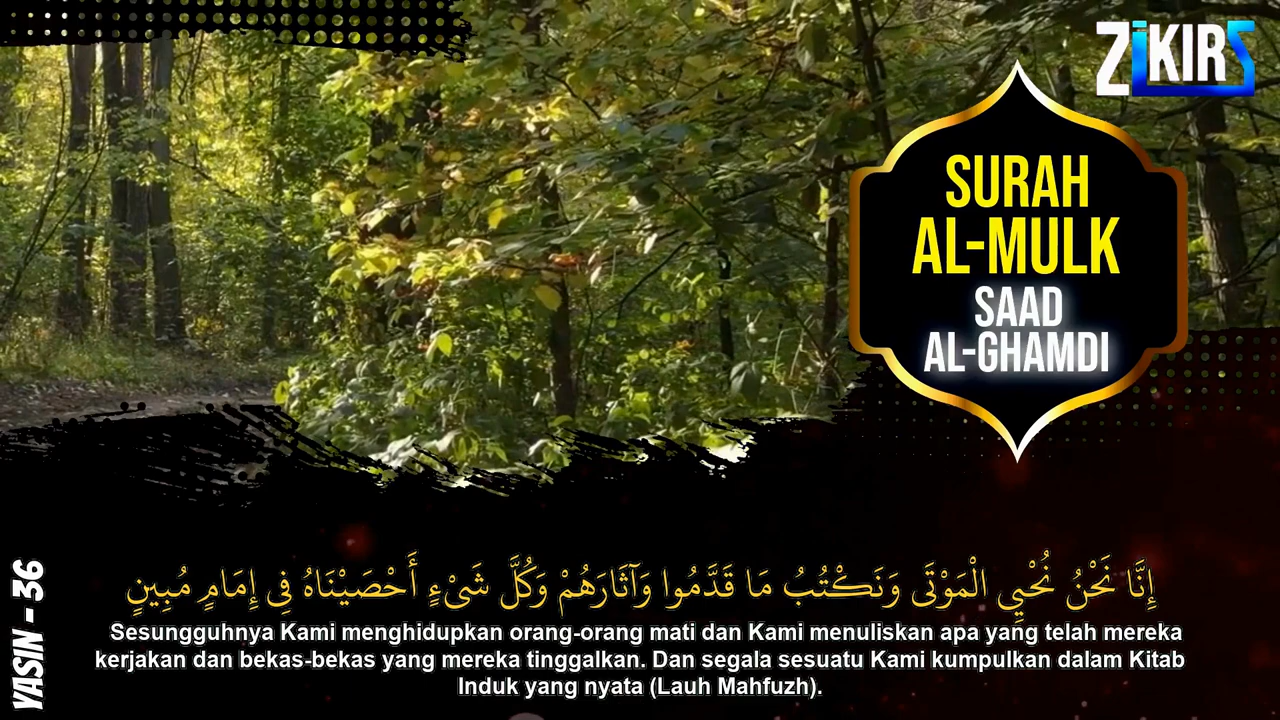 ZiKIRS
SURAH
AL-MULK
SAAD
AL-GHAMDI
إِنَّا نَحْنُ نُحْيِي الْمَوْتَى وَنَكْتُبُ مَا قَدَّمُوا وَآثَارَهُمْ وَكُلَّ شَيْءٍ أَحْصَيْنَاهُ فِي إِمَامٍ مُبِينٍ
Sesungguhnya Kami menghidupkan orang-orang mati dan Kami menuliskan apa yang telah mereka
kerjakan dan bekas-bekas yang mereka tinggalkan. Dan segala sesuatu Kami kumpulkan dalam Kitab
Induk yang nyata (Lauh Mahfuzh).
YASIN - 36